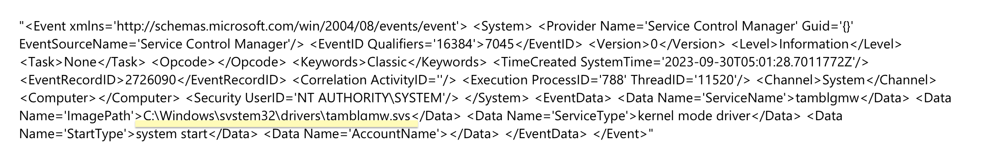 "<Event xmlns='http://schemas.microsoft.com/win/2004/08/events/event'> <System> <Provider Name='Service Control Manager' Guid='{}'
EventSourceName='Service Control Manager'/> <EventID Qualifiers='16384'>7045</EventID> <Version>0</Version> <Level>Information</Level>
<Task>None</Task> <Opcode></Opcode> <Keywords>Classic</Keywords> <TimeCreated SystemTime='2023-09-30T05:01:28.7011772Z'/>
<EventRecordID>2726090</EventRecordID> <Correlation ActivityID=''/> <Execution ProcessID='788' ThreadID='11520'/> <Channel>System</Channel>
<Computer></Computer> <Security UserID='NT AUTHORITY\SYSTEM'/> </System> <EventData> <Data Name='ServiceName'>tamblgmw</Data> <Data
Name='ImagePath'>C:\Windows\system32\drivers\tamblgmw.sys</Data> <Data Name='ServiceType'>kernel mode driver</Data> <Data
Name='StartType'>system start</Data> <Data Name='AccountName'></Data> </EventData> </Event>"